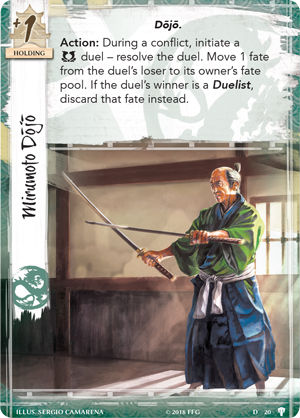 +1
HOLDING
Dōjō.
Action: During a conflict, initiate a
duel – resolve the duel. Move 1 fate
from the duel's loser to its owner's fate
pool. If the duel's winner is a Duelist,
discard that fate instead.
Mirumoto Dōjō
ILLUS. SERGIO CAMARENA
© 2018 FFG
D 20